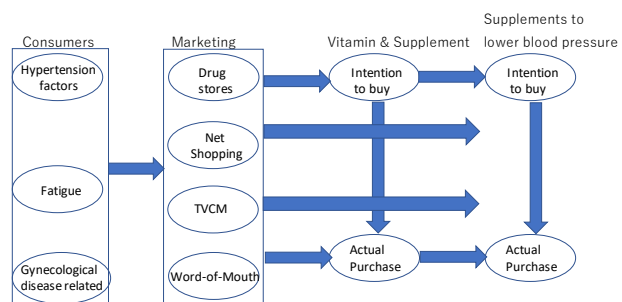 Supplements to
Consumers Marketing Vitamin & Supplement lower blood pressure
Hypertension
factors
Drug
stores
Intention
to buy
Intention
to buy
Net
Shopping
Fatigue
TVCM
Gynecological
disease related
Word-of-Mouth
Actual
Purchase
Actual
Purchase